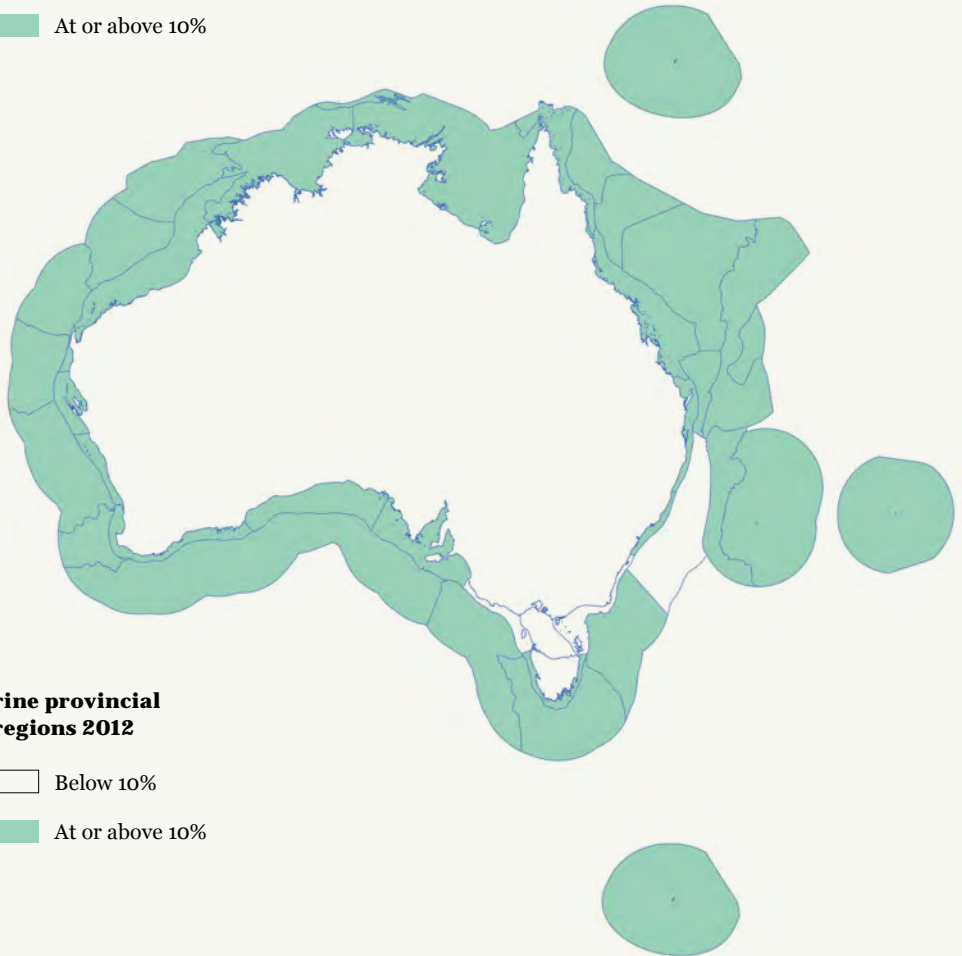 At or above 10%
rine provincial
regions 2012
Below 10%
At or above 10%